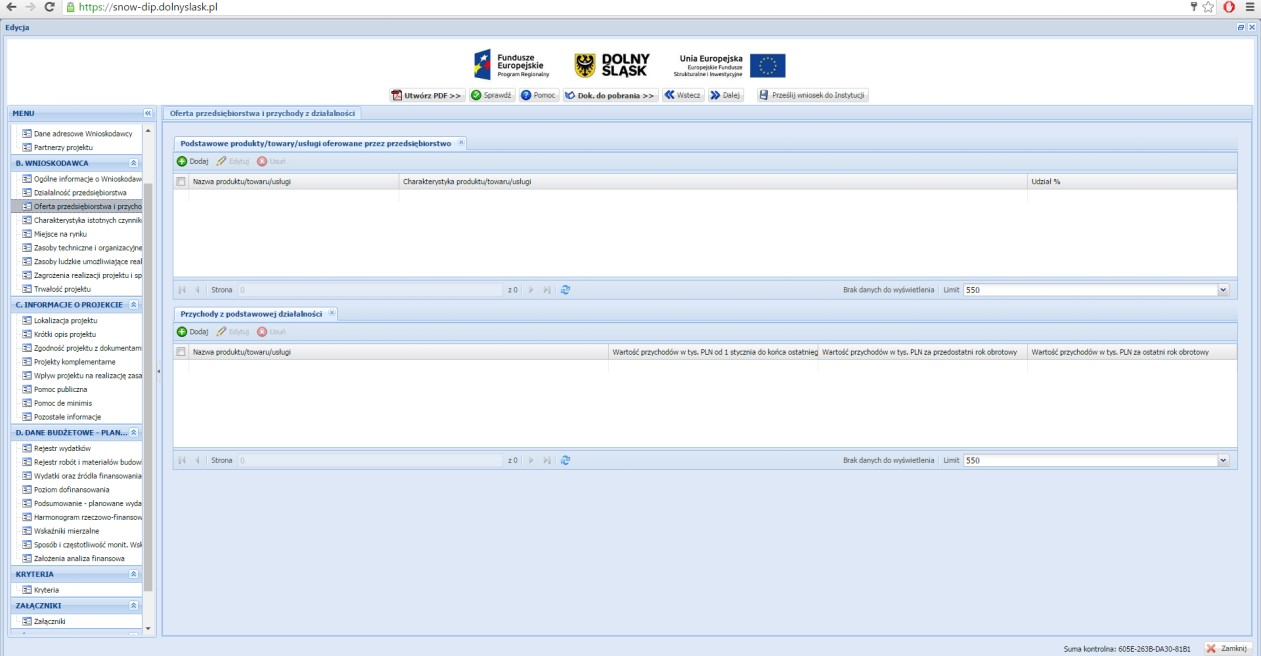 https://snow-dip.dolnyslask.pl
Edycja
Fundusze
Europejskie
Program Regionalny
DOLNY
ŚLĄSK
Unia Europejska
Europejskie Fundusze
Strukturalne i Inwestycyjne
Utwórz PDF >> Sprawdź Pomoc Dok. do pobrania >> Wstecz Dalej Prześlij wniosek do Instytucji
MENU
Dane adresowe Wnioskodawcy
Partnerzy projektu
B. WNIOSKODAWCA
Ogólne informacje o Wnioskodaw
Działalność przedsiębiorstwa
Oferta przedsiębiorstwa i przycho
Charakterystyka istotnych czynnik
Miejsce na rynku
Zasoby techniczne i organizacyjne
Zasoby ludzkie umożliwiające real
Zagrożenia realizacji projektu i sp
Trwałość projektu
C. INFORMACJE O PROJEKCIE
Lokalizacja projektu
Krótki opis projektu
Zgodność projektu z dokumentam
Projekty komplementarne
Wpływ projektu na realizację zasa
Pomoc publiczna
Pomoc de minimis
Pozostałe informacje
D. DANE BUDŻETOWE - PLAN...
Rejestr wydatków
Rejestr robót i materiałów budow
Wydatki oraz źródła finansowania
Poziom dofinansowania
Podsumowanie - planowane wyda
Harmonogram rzeczowo-finansow
Wskaźniki mierzalne
Sposób i częstotliwość monit. Wsk
Założenia analiza finansowa
KRYTERIA
Kryteria
ZAŁĄCZNIKI
Załączniki
Oferta przedsiębiorstwa i przychody z działalności
Podstawowe produkty/towary/usługi oferowane przez przedsiębiorstwo
Dodaj Edytuj Usuń
Nazwa produktu/towaru/usługi Charakterystyka produktu/towaru/usługi Udział %
Strona 0 z 0 Brak danych do wyświetlenia Limit 550
Przychody z podstawowej działalności
Dodaj Edytuj Usuń
Nazwa produktu/towaru/usługi Wartość przychodów w tys. PLN od 1 stycznia do końca ostatnieg Wartość przychodów w tys. PLN za przedostatni rok obrotowy Wartość przychodów w tys. PLN za ostatni rok obrotowy
Strona 0 z 0 Brak danych do wyświetlenia Limit 550
Suma kontrolna: 605E-263B-DA30-81B1 Zamknij